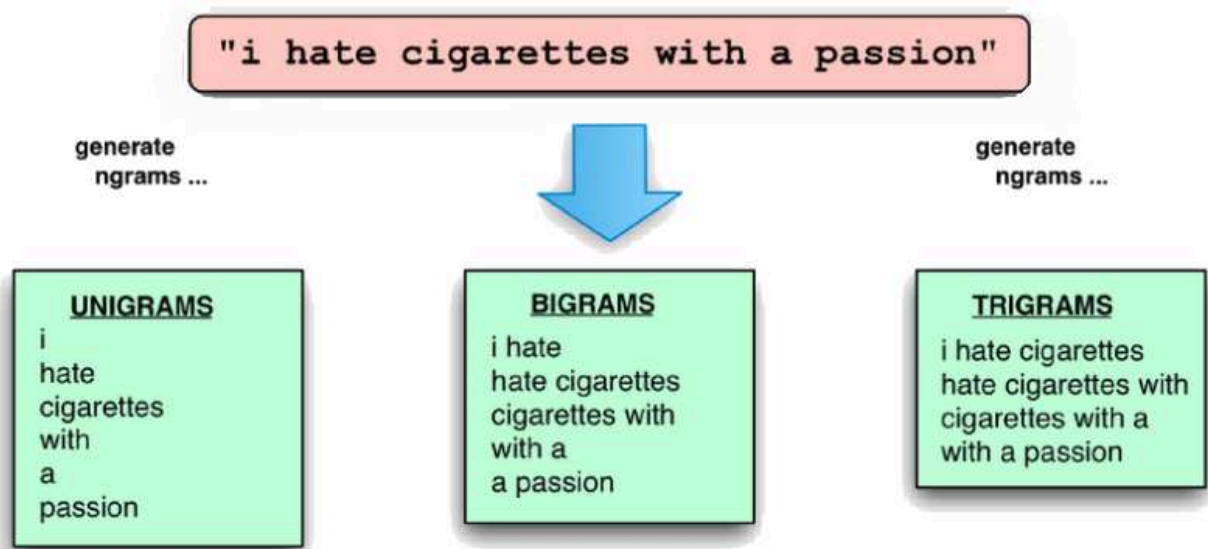 "i hate cigarettes with a passion"
generate
ngrams ...
generate
ngrams ...
UNIGRAMS
i
hate
cigarettes
with
a
passion
BIGRAMS
i hate
hate cigarettes
cigarettes with
with a
a passion
TRIGRAMS
i hate cigarettes
hate cigarettes with
cigarettes with a
with a passion